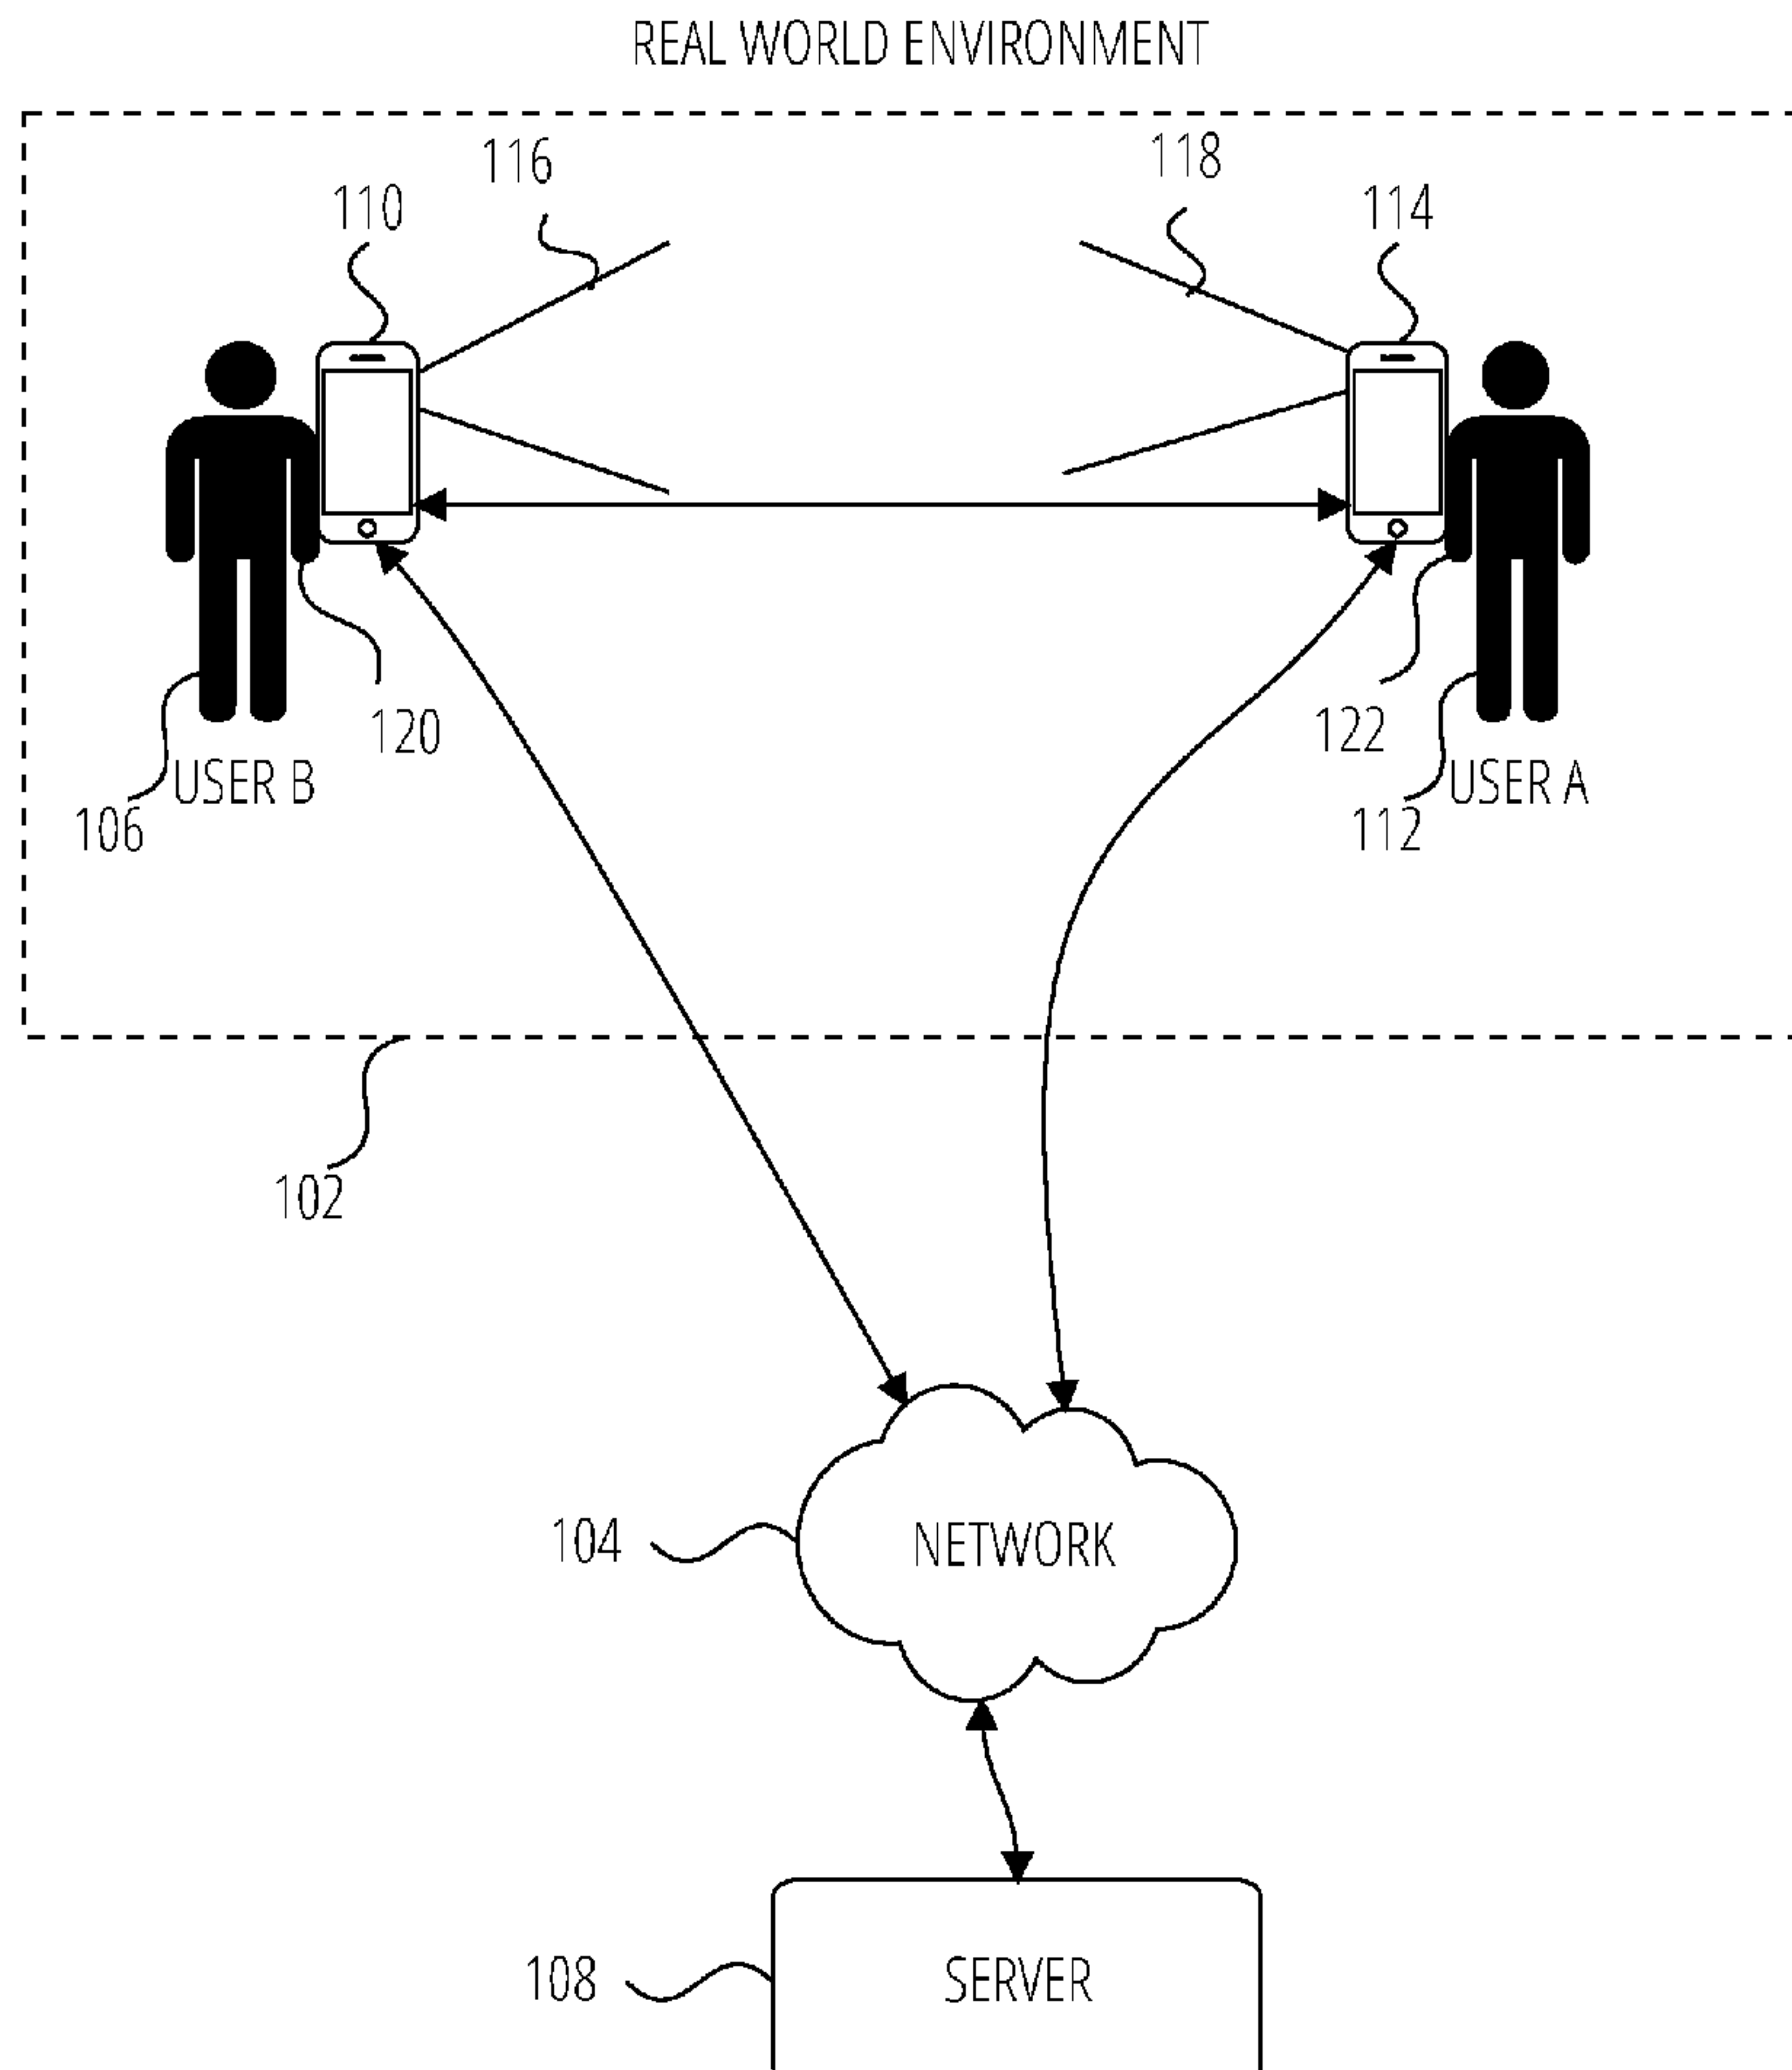 REAL WORLD ENVIRONMENT
116
118
110
114
120
122
USER B
USER A
106
112
102
104
NETWORK
108
SERVER